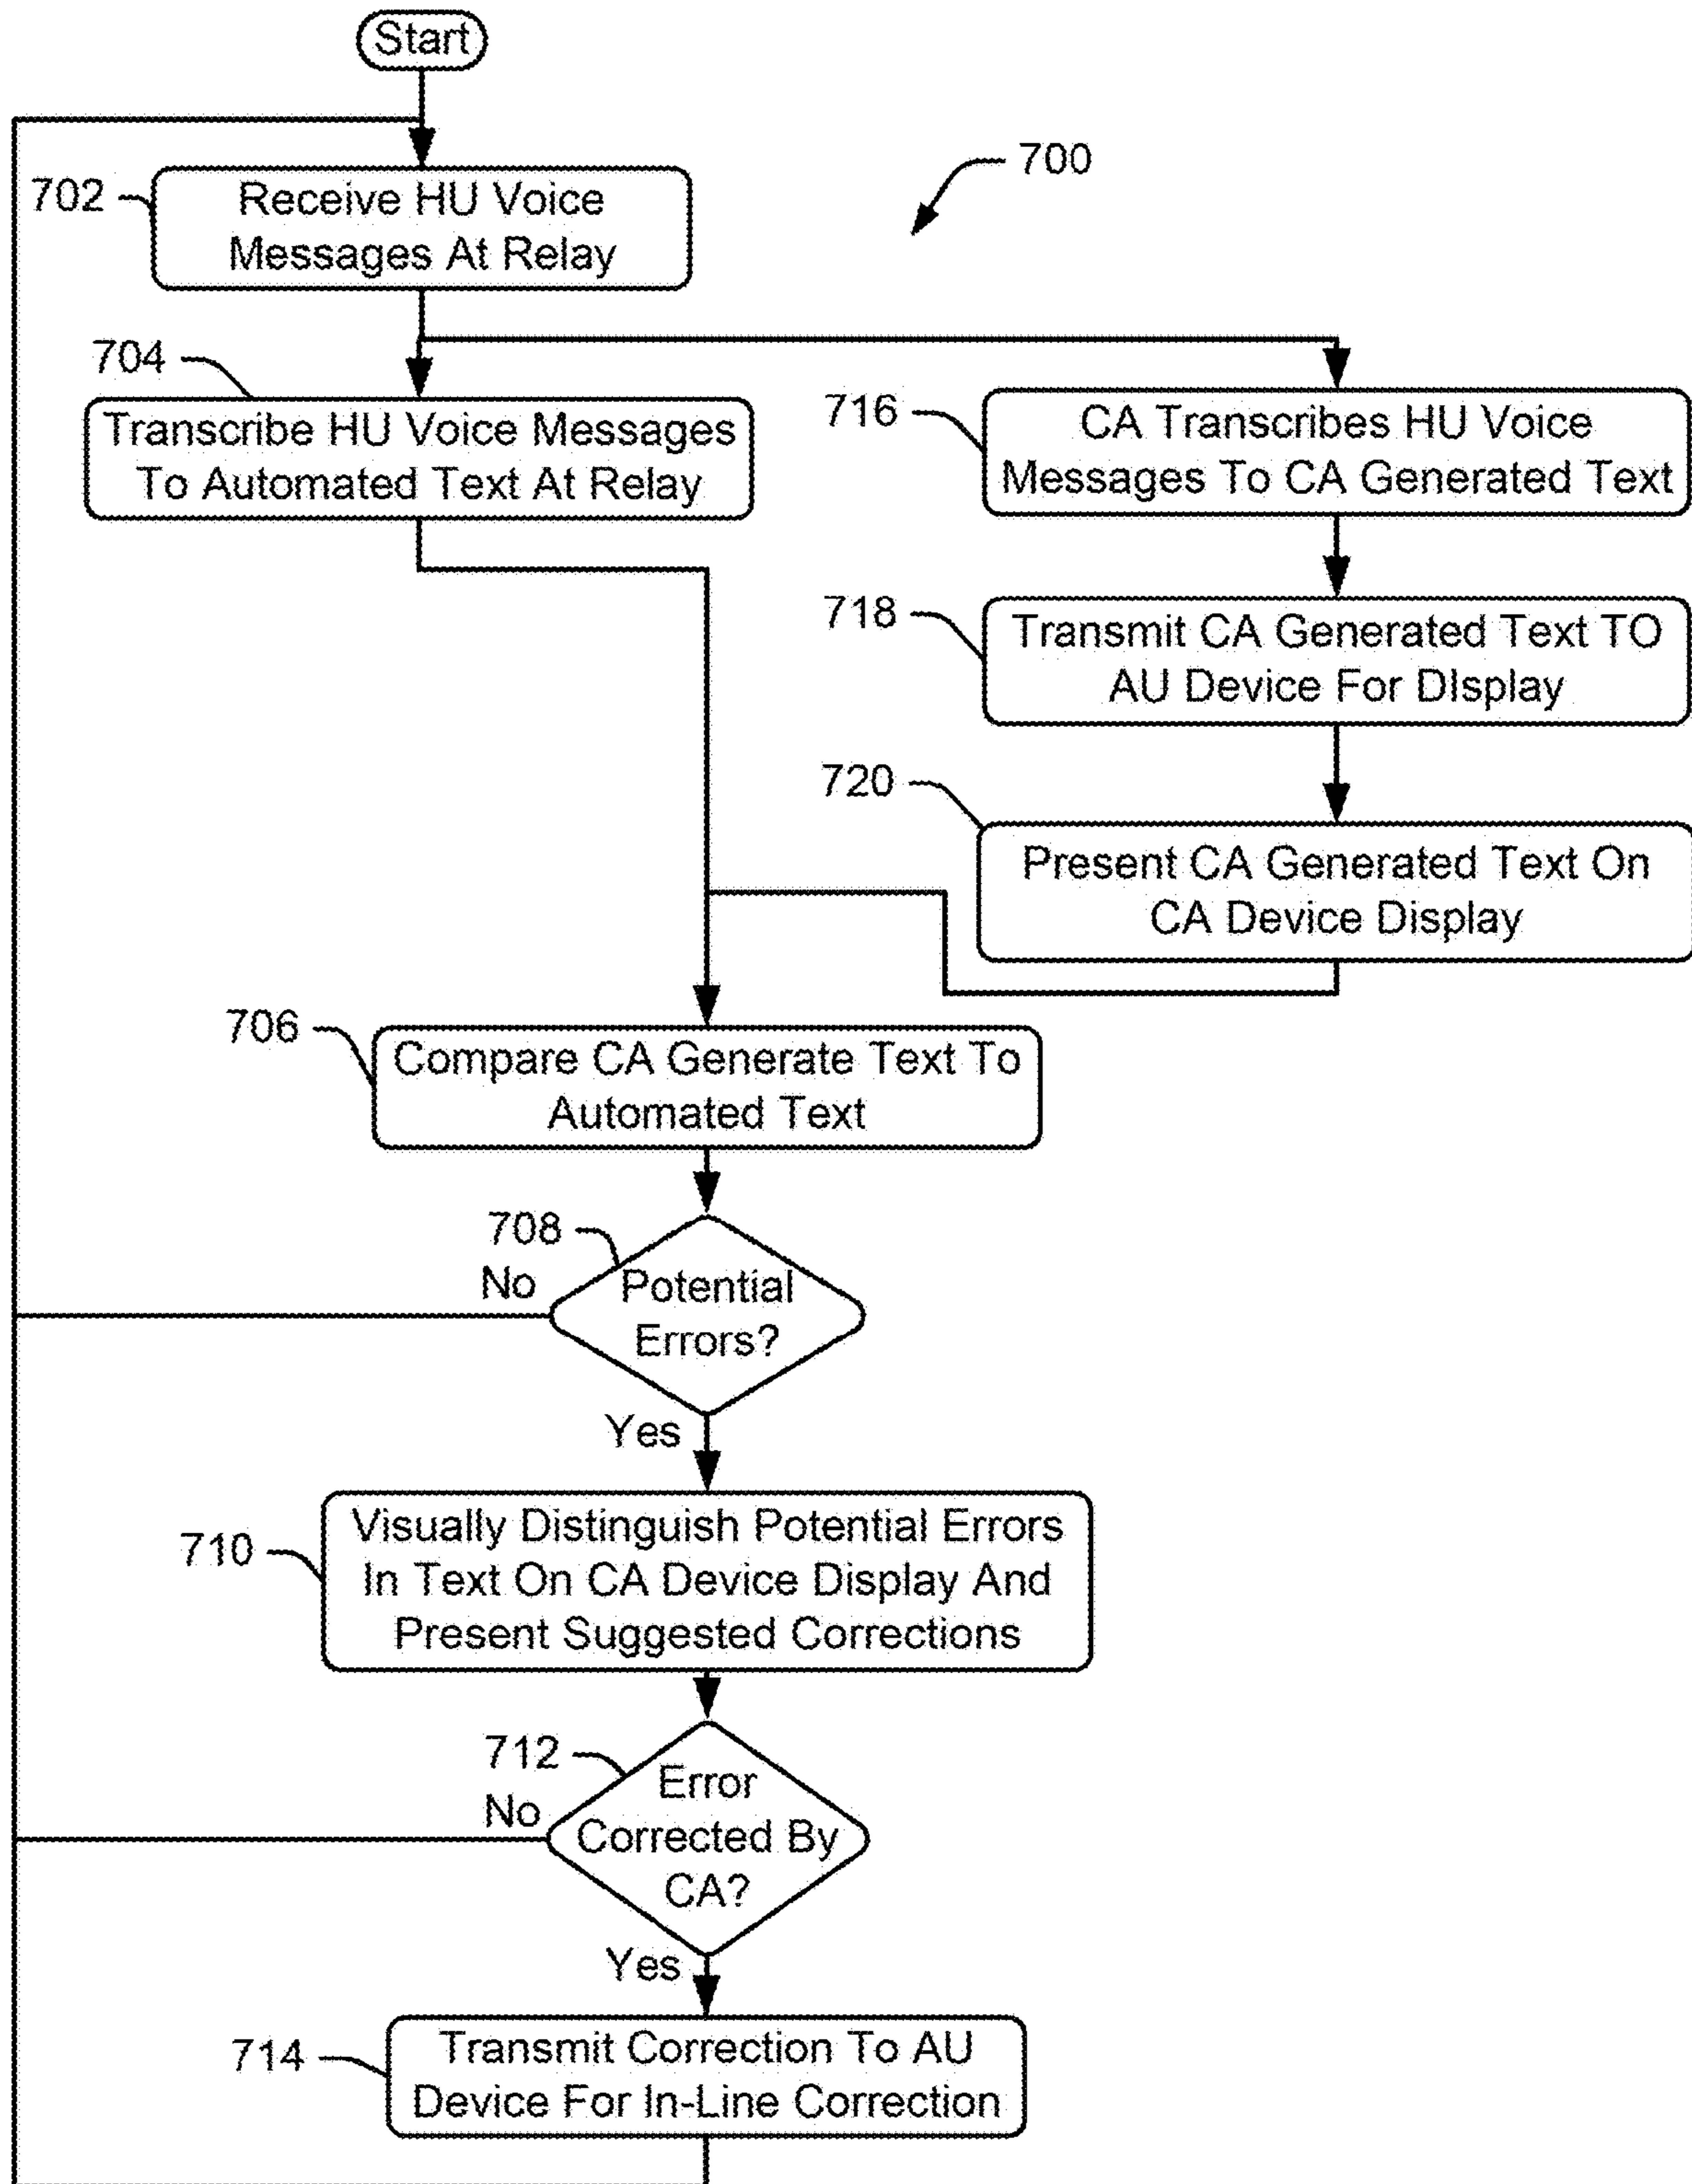 Start
700
702
Receive HU Voice
Messages At Relay
704
Transcribe HU Voice Messages
To Automated Text At Relay
716
CA Transcribes HU Voice
Messages To CA Generated Text
718
Transmit CA Generated Text TO
AU Device For DIsplay
720
Present CA Generated Text On
CA Device Display
706
Compare CA Generate Text To
Automated Text
708
No
Potential
Errors?
Yes
710
Visually Distinguish Potential Errors
In Text On CA Device Display And
Present Suggested Corrections
712
No
Error
Corrected By
CA?
Yes
714
Transmit Correction To AU
Device For In-Line Correction